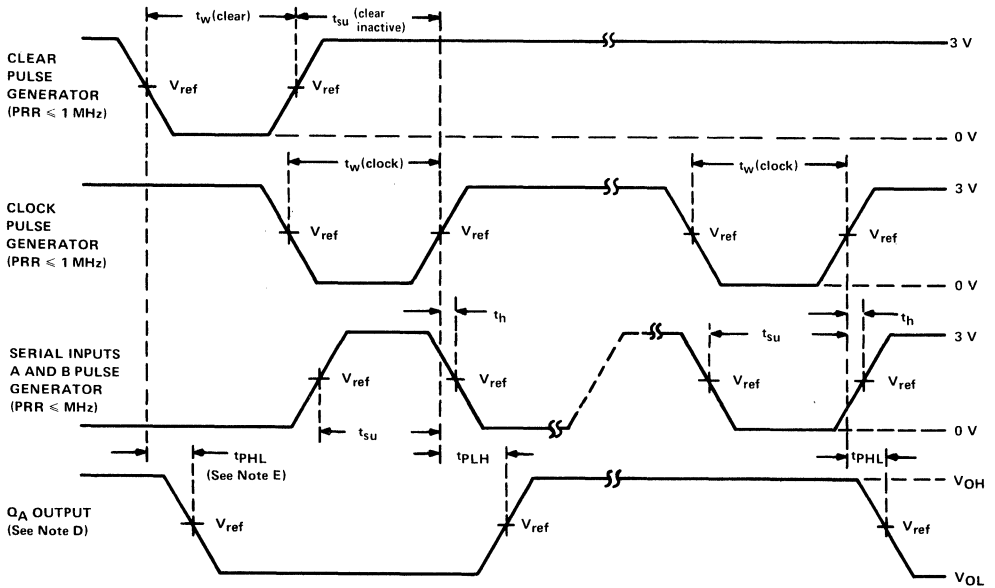 tw(clear)
tsu (clear inactive)
3 V
CLEAR
PULSE
GENERATOR
(PRR ⩽ 1 MHz)
Vref
Vref
0 V
tw(clock)
tw(clock)
3 V
CLOCK
PULSE
GENERATOR
(PRR ⩽ 1 MHz)
Vref
Vref
Vref
Vref
0 V
th
th
tsu
3 V
SERIAL INPUTS
A AND B PULSE
GENERATOR
(PRR ⩽ MHz)
Vref
Vref
Vref
Vref
tsu
0 V
tPHL
(See Note E)
tPLH
tPHL
VOH
QA OUTPUT
(See Note D)
Vref
Vref
Vref
VOL